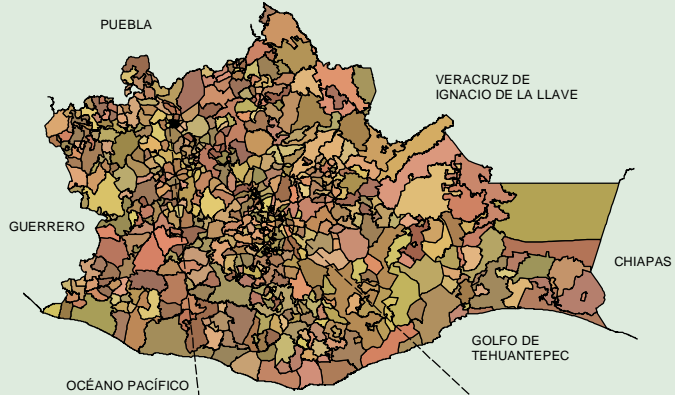 PUEBLA
VERACRUZ DE
IGNACIO DE LA LLAVE
GUERRERO
CHIAPAS
GOLFO DE
TEHUANTEPEC
OCÉANO PACÍFICO